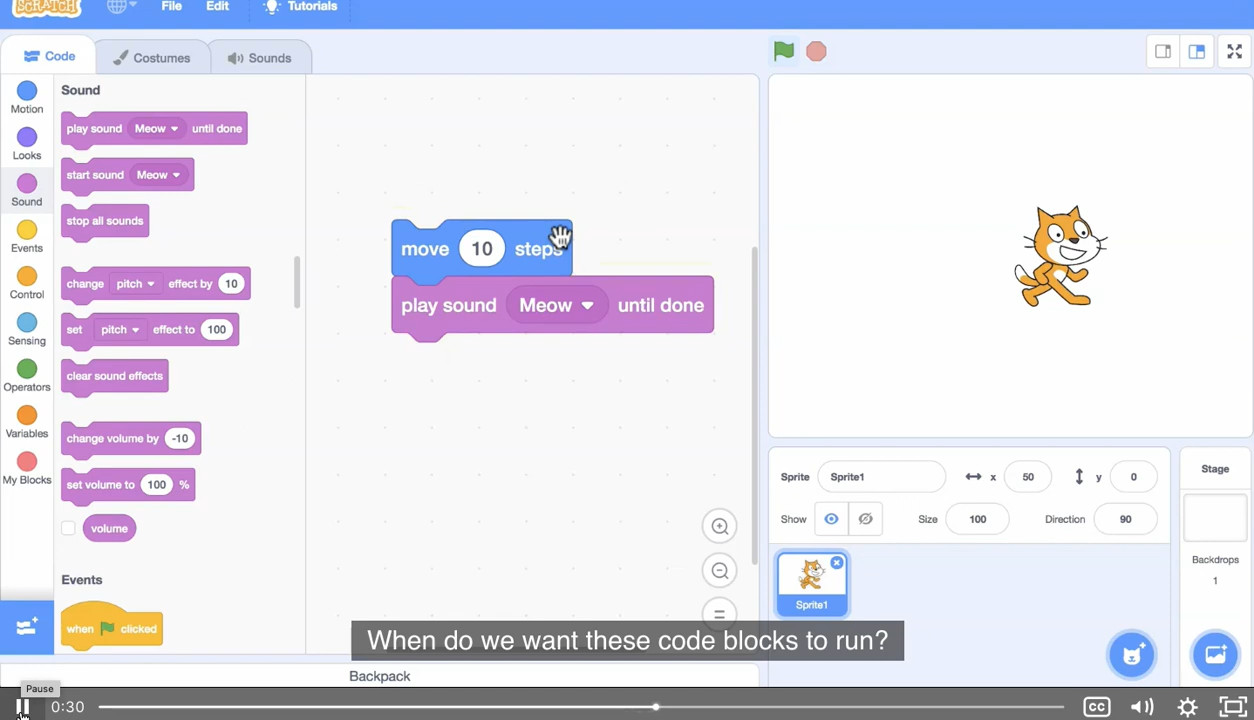 SCRATCH File Edit Tutorials
Code Costumes Sounds
Motion
Looks
Sound
Events
Control
Sensing
Operators
Variables
My Blocks
Sound
play sound Meow until done
start sound Meow
stop all sounds
change pitch effect by 10
set pitch effect to 100
clear sound effects
change volume by -10
set volume to 100 %
volume
Events
when clicked
move 10 steps
play sound Meow until done
Sprite Sprite1 x 50 y 0
Show Size 100 Direction 90
Sprite1
Stage
Backdrops
1
When do we want these code blocks to run?
Backpack
Pause
0:30 CC